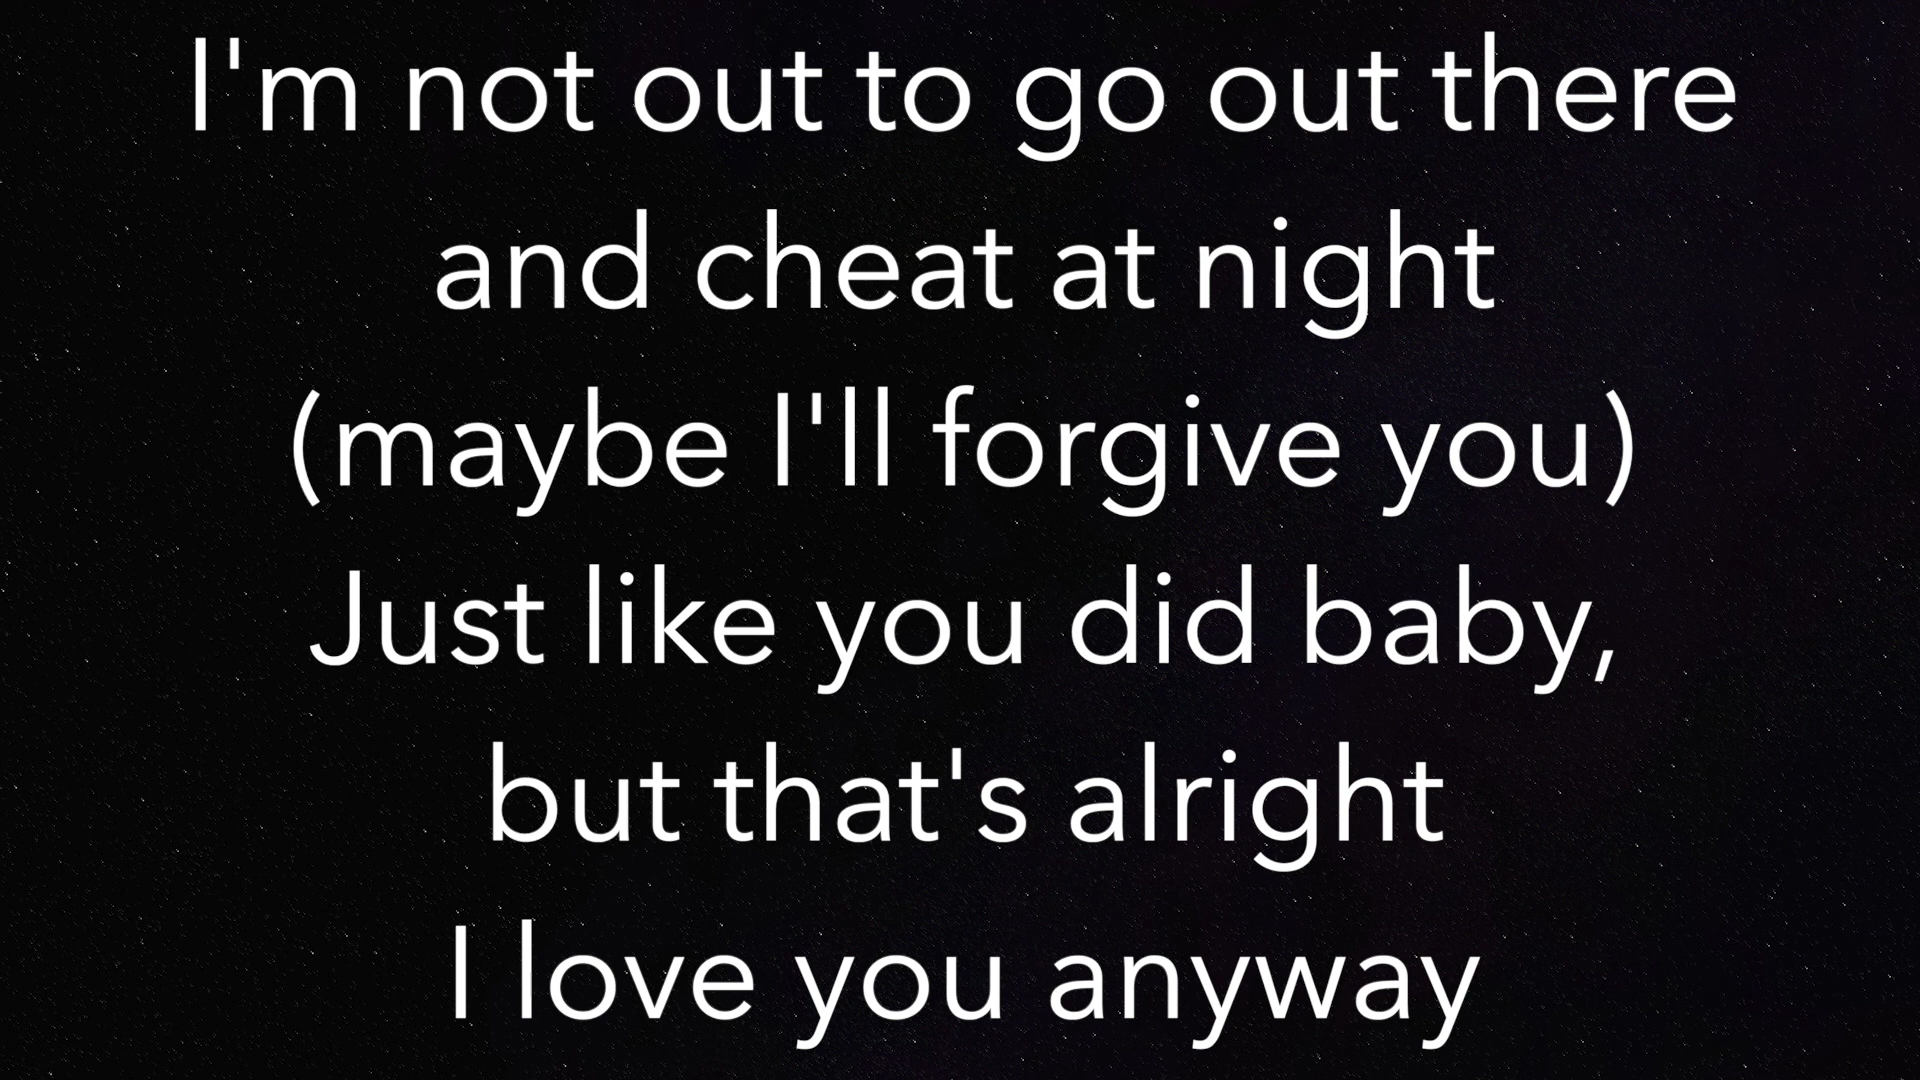 I'm not out to go out there
and cheat at night
(maybe I'll forgive you)
Just like you did baby,
but that's alright
I love you anyway